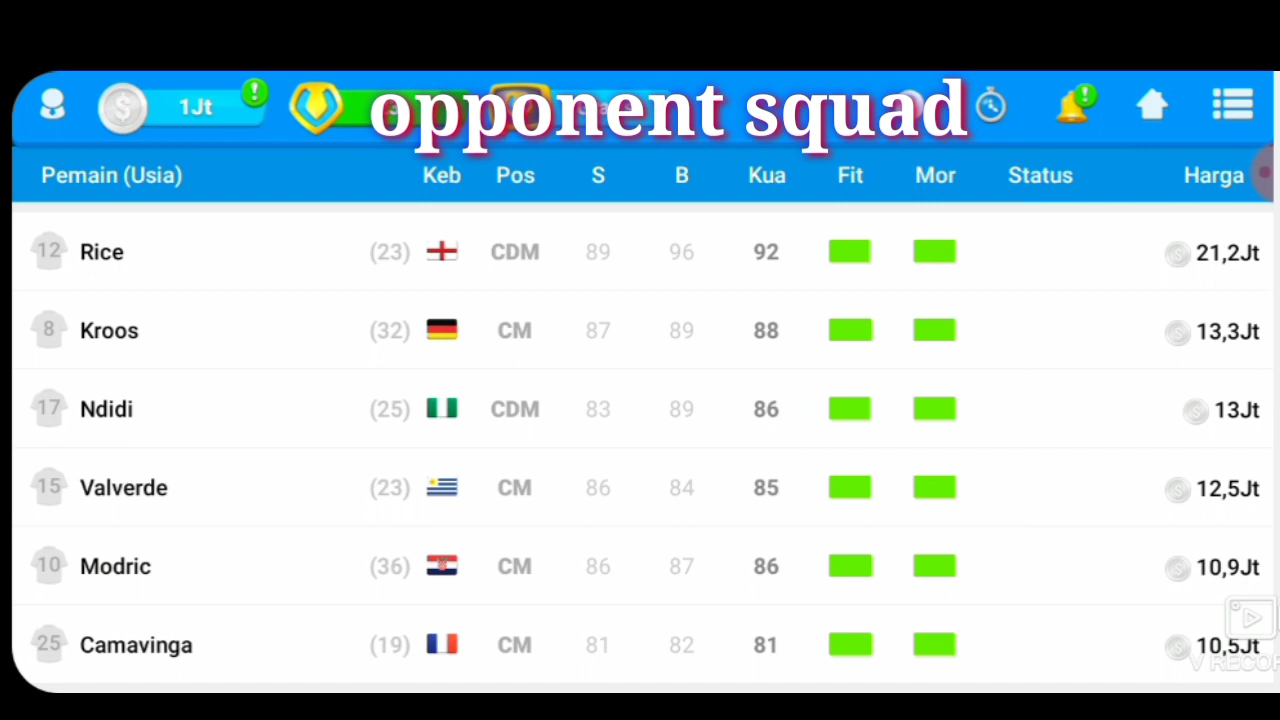 1Jt
opponent squad
Pemain (Usia) Keb Pos S B Kua Fit Mor Status Harga
12 Rice (23) CDM 89 96 92 21,2Jt
8 Kroos (32) CM 87 89 88 13,3Jt
17 Ndidi (25) CDM 83 89 86 13Jt
15 Valverde (23) CM 86 84 85 12,5Jt
10 Modric (36) CM 86 87 86 10,9Jt
25 Camavinga (19) CM 81 82 81 10,5Jt